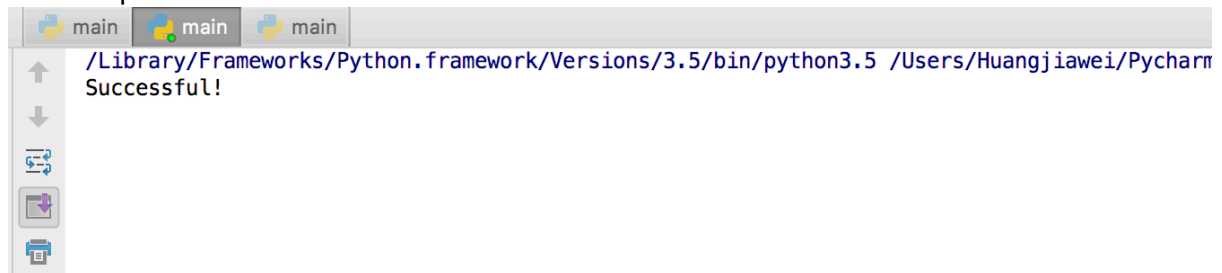 main main main
/Library/Frameworks/Python.framework/Versions/3.5/bin/python3.5 /Users/Huangjiawei/Pycharm
Successful!